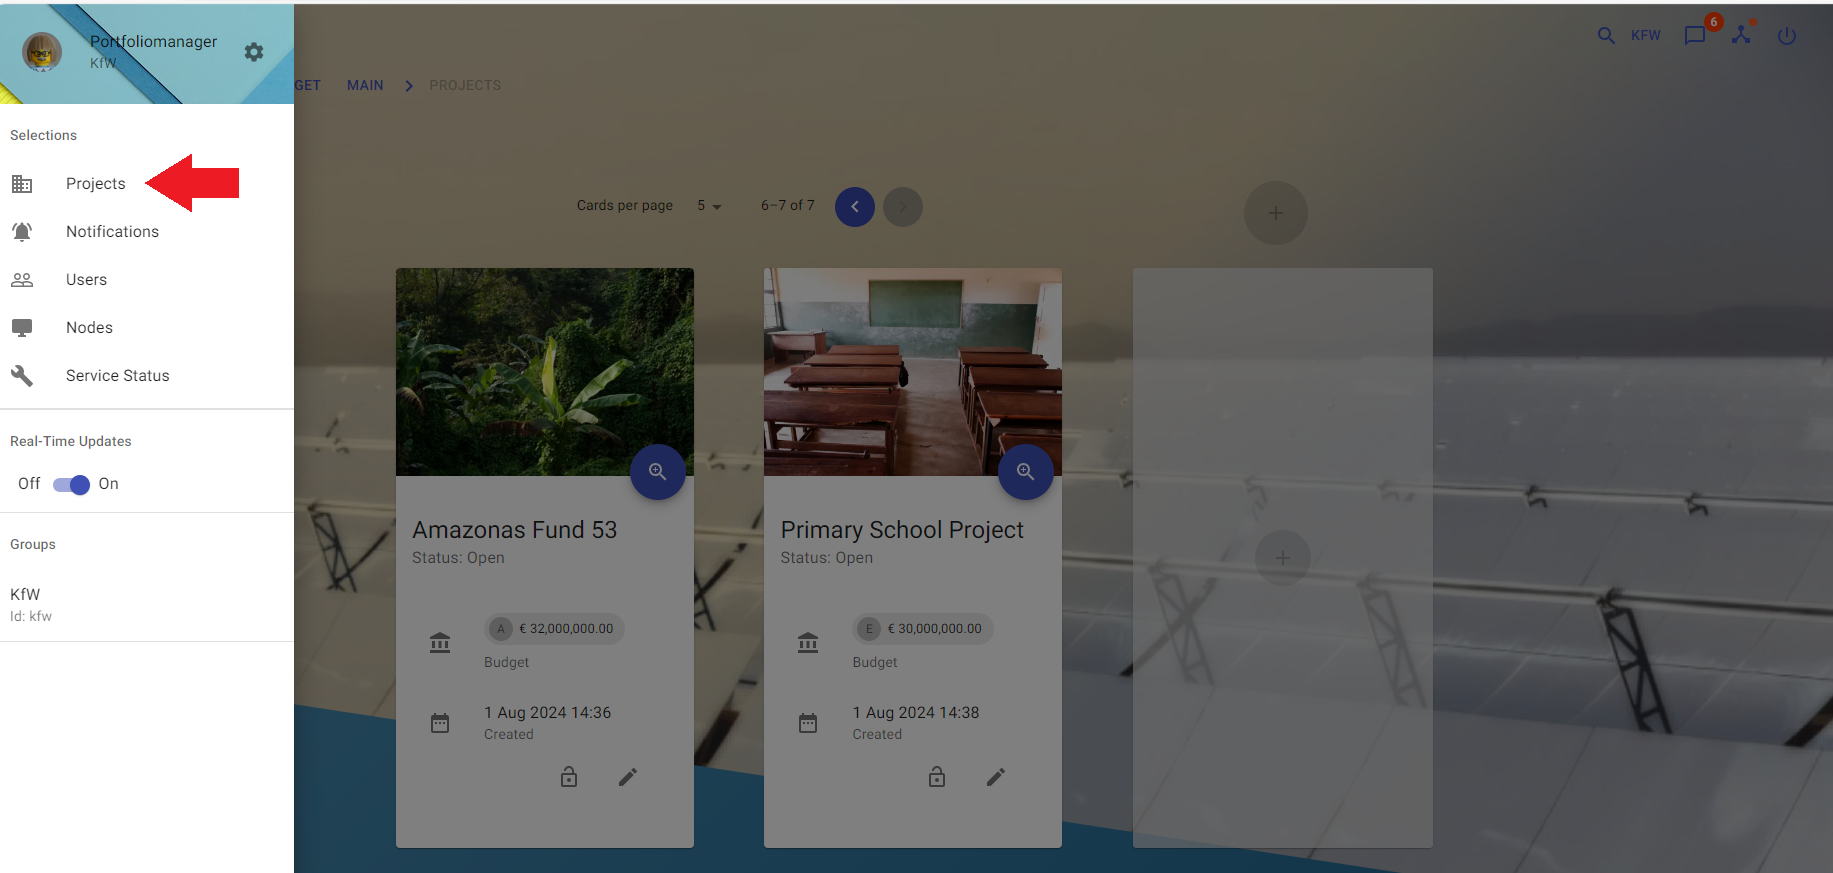 Portfoliomanager
KfW
Selections
Projects
Notifications
Users
Nodes
Service Status
Real-Time Updates
Off On
Groups
KfW
Id: kfw
KFW
6
GET MAIN PROJECTS
Cards per page 5 6–7 of 7
Amazonas Fund 53
Status: Open
A € 32,000,000.00
Budget
1 Aug 2024 14:36
Created
Primary School Project
Status: Open
E € 30,000,000.00
Budget
1 Aug 2024 14:38
Created